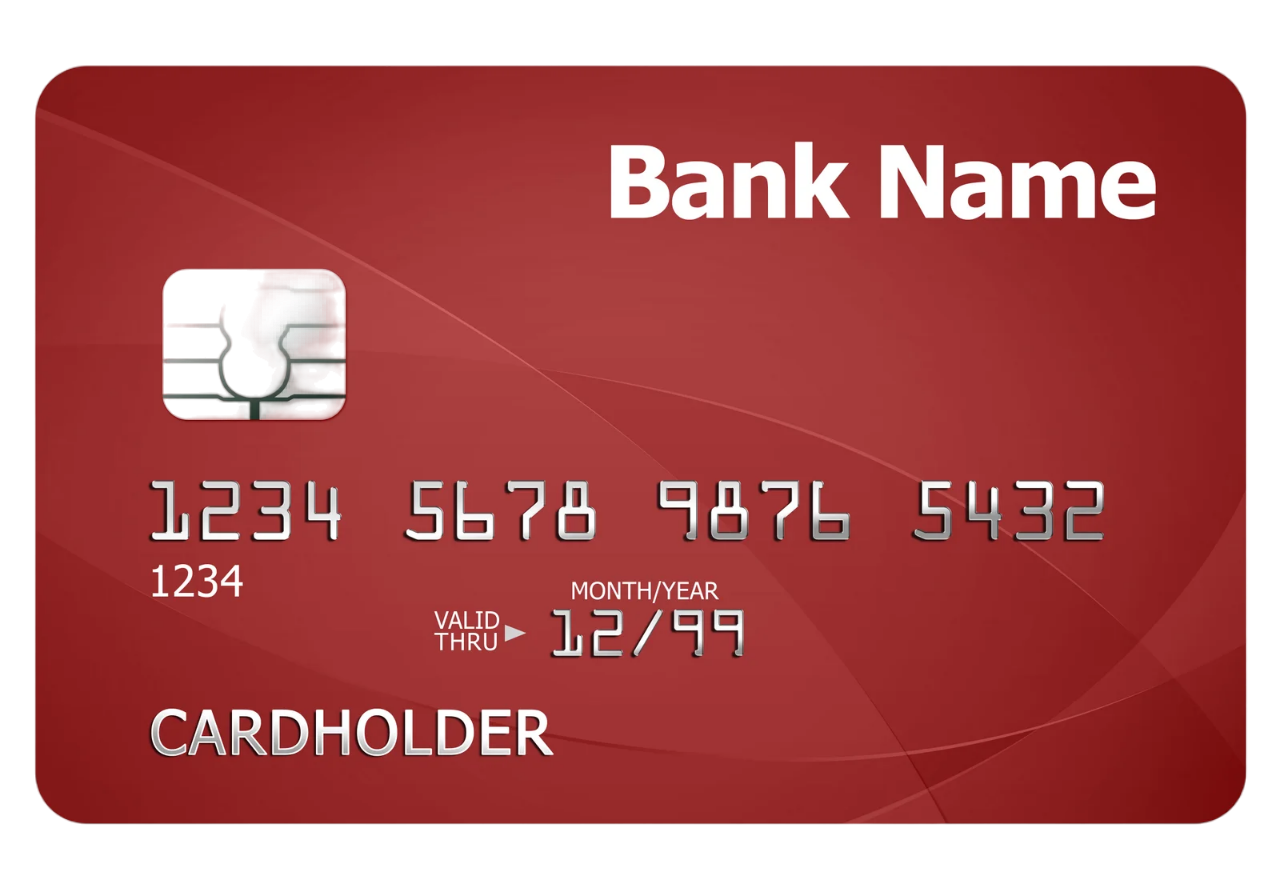 Bank Name
1234 5678 9876 5432
1234
MONTH/YEAR
VALID
THRU
12/99
CARDHOLDER